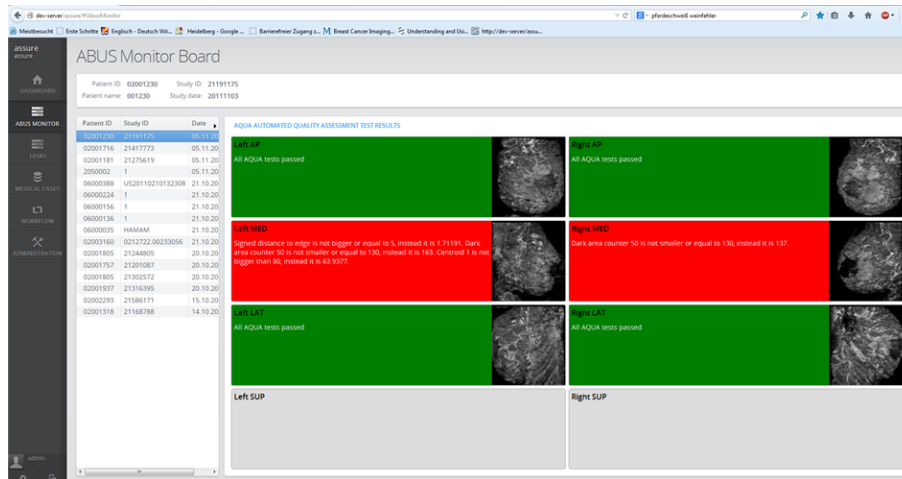 dev-server/assure/#/AbusMonitor
pferdeschweiß weinfehler
Meistbesucht Erste Schritte Englisch - Deutsch Wö... Heidelberg - Google ... Barrierefreier Zugang z... Breast Cancer Imaging... Understanding and Usi... http://dev-server/assu...
assure
assure
ABUS Monitor Board
DASHBOARD
ABUS MONITOR
TASKS
MEDICAL CASES
WORKFLOW
ADMINISTRATION
admin
Patient ID: 02001230 Study ID: 21191175
Patient name: 001230 Study date: 20111103
Patient ID Study ID Date
02001230 21191175 05.11.20
02001716 21417773 05.11.20
02001181 21275619 05.11.20
2050002 1 05.11.20
06000388 US20110210132308 21.10.20
06000224 1 21.10.20
06000156 1 21.10.20
06000136 1 21.10.20
06000035 HAMAM 21.10.20
02003160 0212722.00233056 21.10.20
02001805 21244805 20.10.20
02001757 21201087 20.10.20
02001805 21302572 20.10.20
02001937 21316395 20.10.20
02002293 21586171 15.10.20
02001318 21168788 14.10.20
AQUA AUTOMATED QUALITY ASSESSMENT TEST RESULTS
Left AP
All AQUA tests passed
Right AP
All AQUA tests passed
Left MED
Signed distance to edge is not bigger or equal to 5, instead it is 1.71191. Dark
area counter 50 is not smaller or equal to 130, instead it is 163. Centroid 1 is not
bigger than 80, instead it is 63.9377.
Right MED
Dark area counter 50 is not smaller or equal to 130, instead it is 137.
Left LAT
All AQUA tests passed
Right LAT
All AQUA tests passed
Left SUP
Right SUP